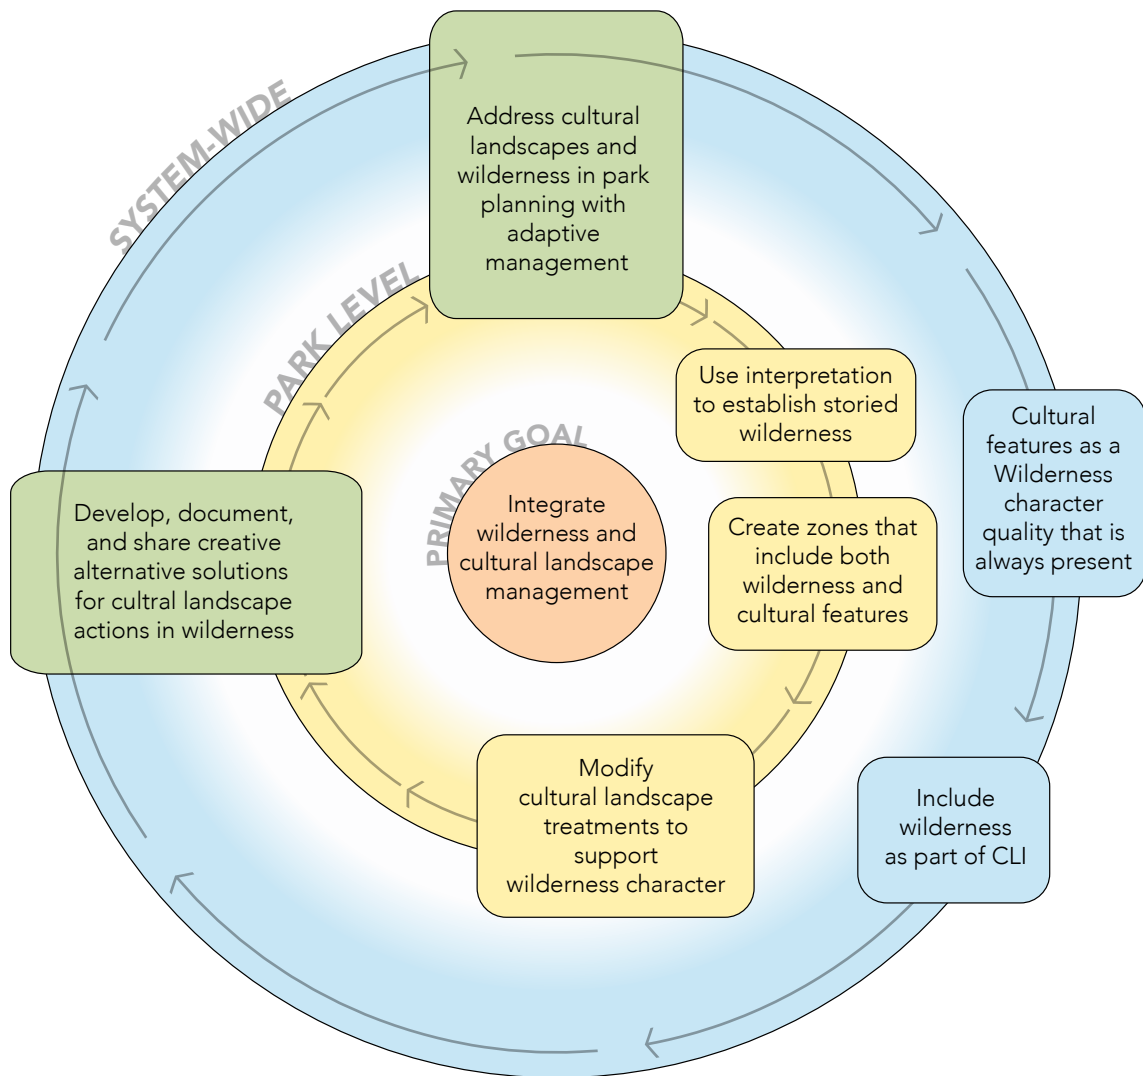 SYSTEM-WIDE
Address cultural
landscapes and
wilderness in park
planning with
adaptive
management
PARK LEVEL
Use interpretation
to establish storied
wilderness
Cultural
features as a
Wilderness
character
quality that is
always present
PRIMARY GOAL
Integrate
wilderness and
cultural landscape
management
Develop, document,
and share creative
alternative solutions
for cultral landscape
actions in wilderness
Create zones that
include both
wilderness and
cultural features
Modify
cultural landscape
treatments to
support
wilderness character
Include
wilderness
as part of CLI